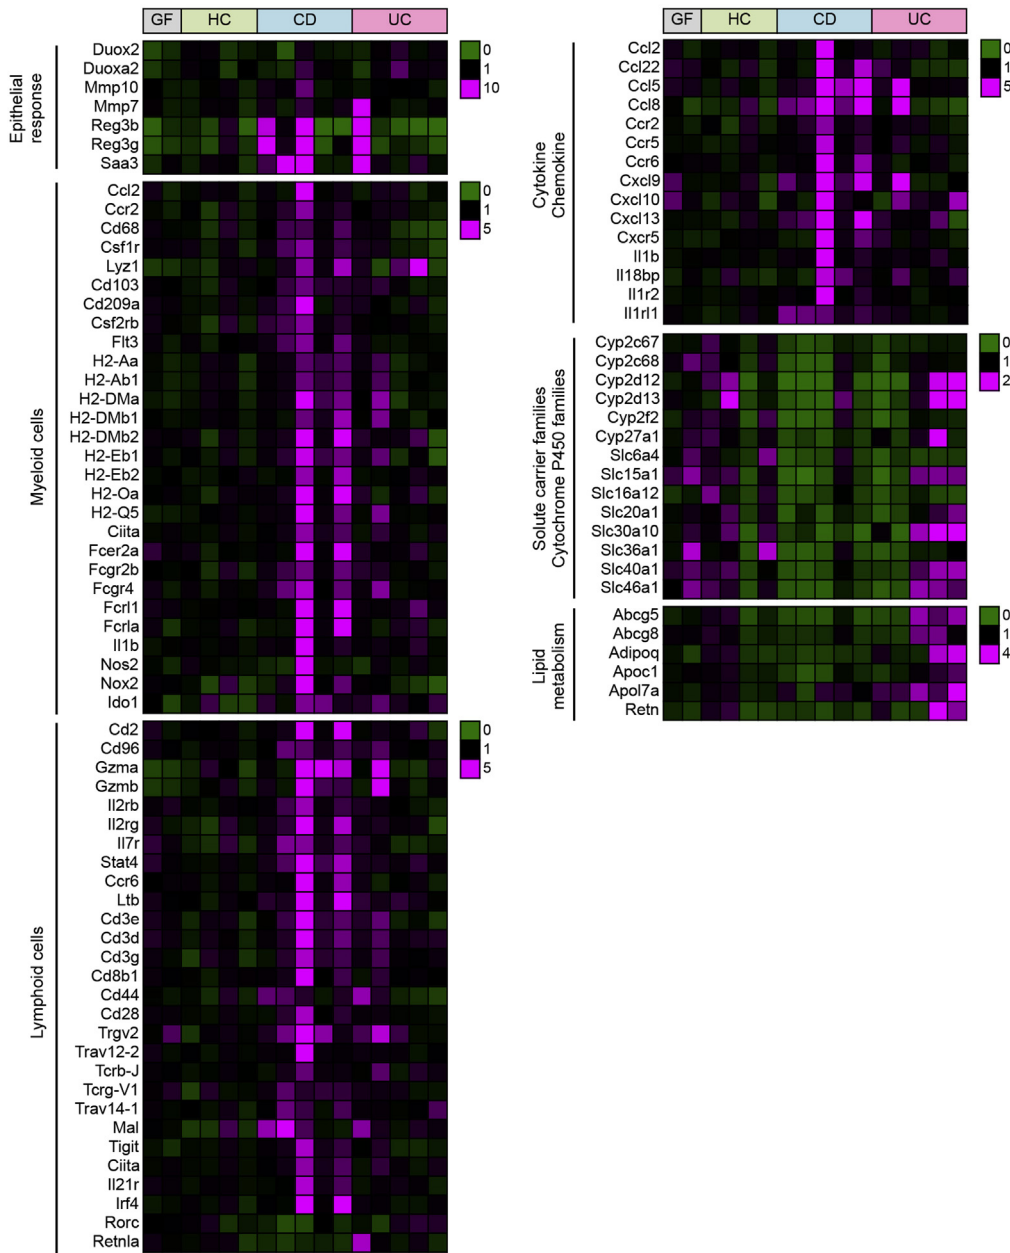 GF HC CD UC
Epithelial
response
Duox2
Duoxa2
Mmp10
Mmp7
Reg3b
Reg3g
Saa3
0
1
10
Myeloid cells
Ccl2
Ccr2
Cd68
Csf1r
Lyz1
Cd103
Cd209a
Csf2rb
Flt3
H2-Aa
H2-Ab1
H2-DMa
H2-DMb1
H2-DMb2
H2-Eb1
H2-Eb2
H2-Oa
H2-Q5
Ciita
Fcer2a
Fcgr2b
Fcgr4
Fcrl1
Fcrla
Il1b
Nos2
Nox2
Ido1
0
1
5
Lymphoid cells
Cd2
Cd96
Gzma
Gzmb
Il2rb
Il2rg
Il7r
Stat4
Ccr6
Ltb
Cd3e
Cd3d
Cd3g
Cd8b1
Cd44
Cd28
Trgv2
Trav12-2
Tcrb-J
Tcrg-V1
Trav14-1
Mal
Tigit
Ciita
Il21r
Irf4
Rorc
Retnla
0
1
5
GF HC CD UC
Cytokine
Chemokine
Ccl2
Ccl22
Ccl5
Ccl8
Ccr2
Ccr5
Ccr6
Cxcl9
Cxcl10
Cxcl13
Cxcr5
Il1b
Il18bp
Il1r2
Il1rl1
0
1
5
Solute carrier families
Cytochrome P450 families
Cyp2c67
Cyp2c68
Cyp2d12
Cyp2d13
Cyp2f2
Cyp27a1
Slc6a4
Slc15a1
Slc16a12
Slc20a1
Slc30a10
Slc36a1
Slc40a1
Slc46a1
0
1
2
Lipid
metabolism
Abcg5
Abcg8
Adipoq
Apoc1
Apol7a
Retn
0
1
4